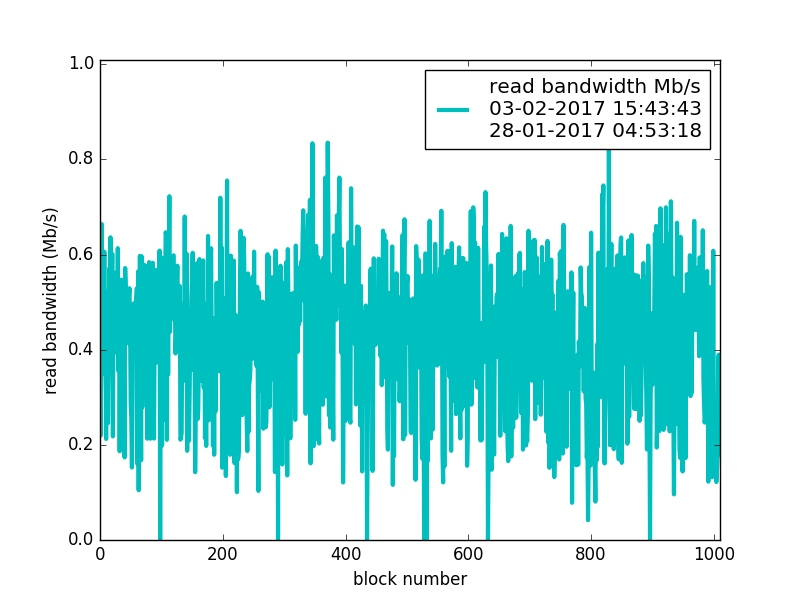 read bandwidth Mb/s
03-02-2017 15:43:43
28-01-2017 04:53:18
1.0
0.8
0.6
0.4
0.2
0.0
read bandwidth (Mb/s)
0 200 400 600 800 1000
block number